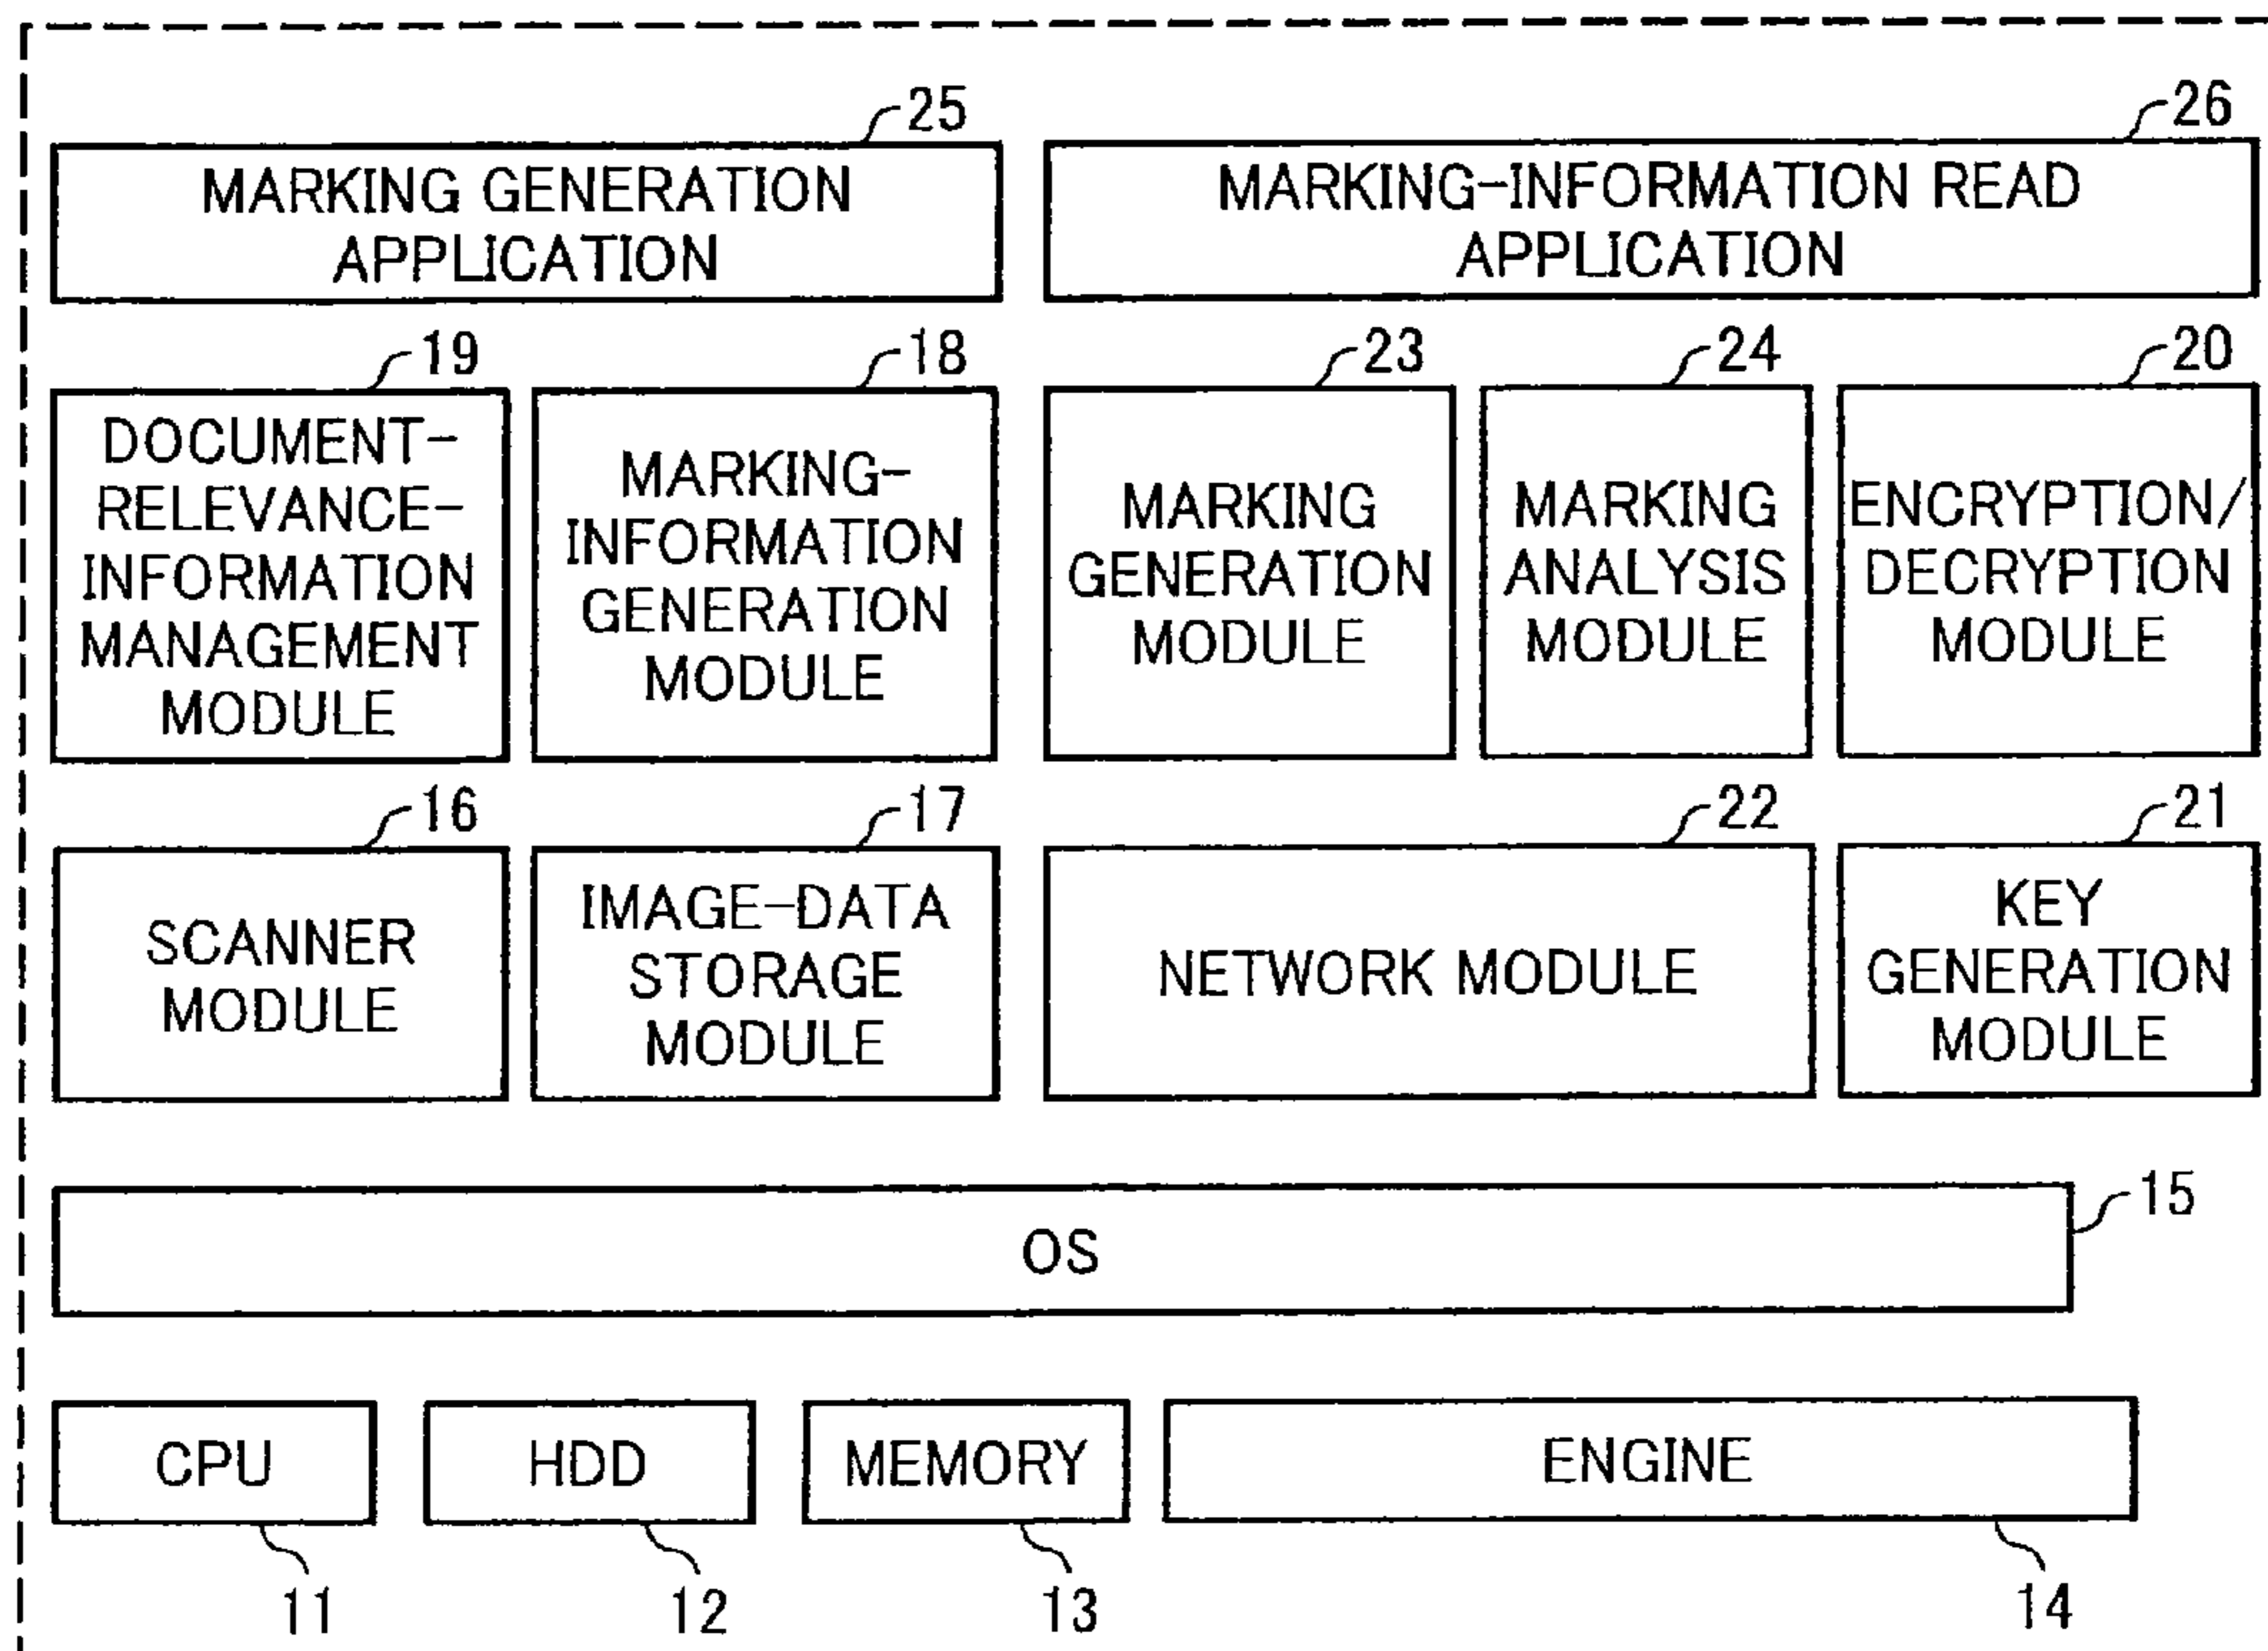 25
26
MARKING GENERATION
APPLICATION
MARKING-INFORMATION READ
APPLICATION
19
18
23
24
20
DOCUMENT-
RELEVANCE-
INFORMATION
MANAGEMENT
MODULE
MARKING-
INFORMATION
GENERATION
MODULE
MARKING
GENERATION
MODULE
MARKING
ANALYSIS
MODULE
ENCRYPTION/
DECRYPTION
MODULE
16
17
22
21
SCANNER
MODULE
IMAGE-DATA
STORAGE
MODULE
NETWORK MODULE
KEY
GENERATION
MODULE
15
OS
CPU
HDD
MEMORY
ENGINE
11
12
13
14